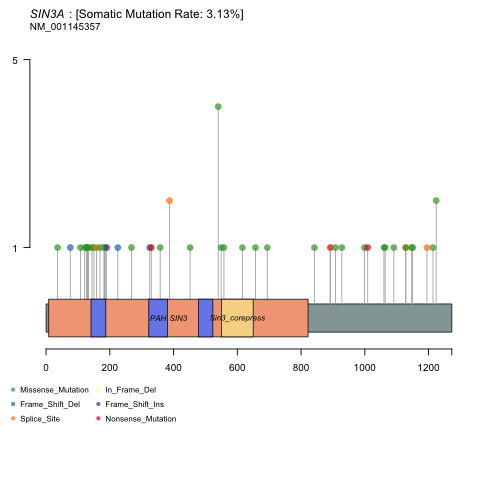 SIN3A : [Somatic Mutation Rate: 3.13%]
NM_001145357
5
1
PAH SIN3 Sin3_corepress
0 200 400 600 800 1000 1200
Missense_Mutation In_Frame_Del
Frame_Shift_Del Frame_Shift_Ins
Splice_Site Nonsense_Mutation